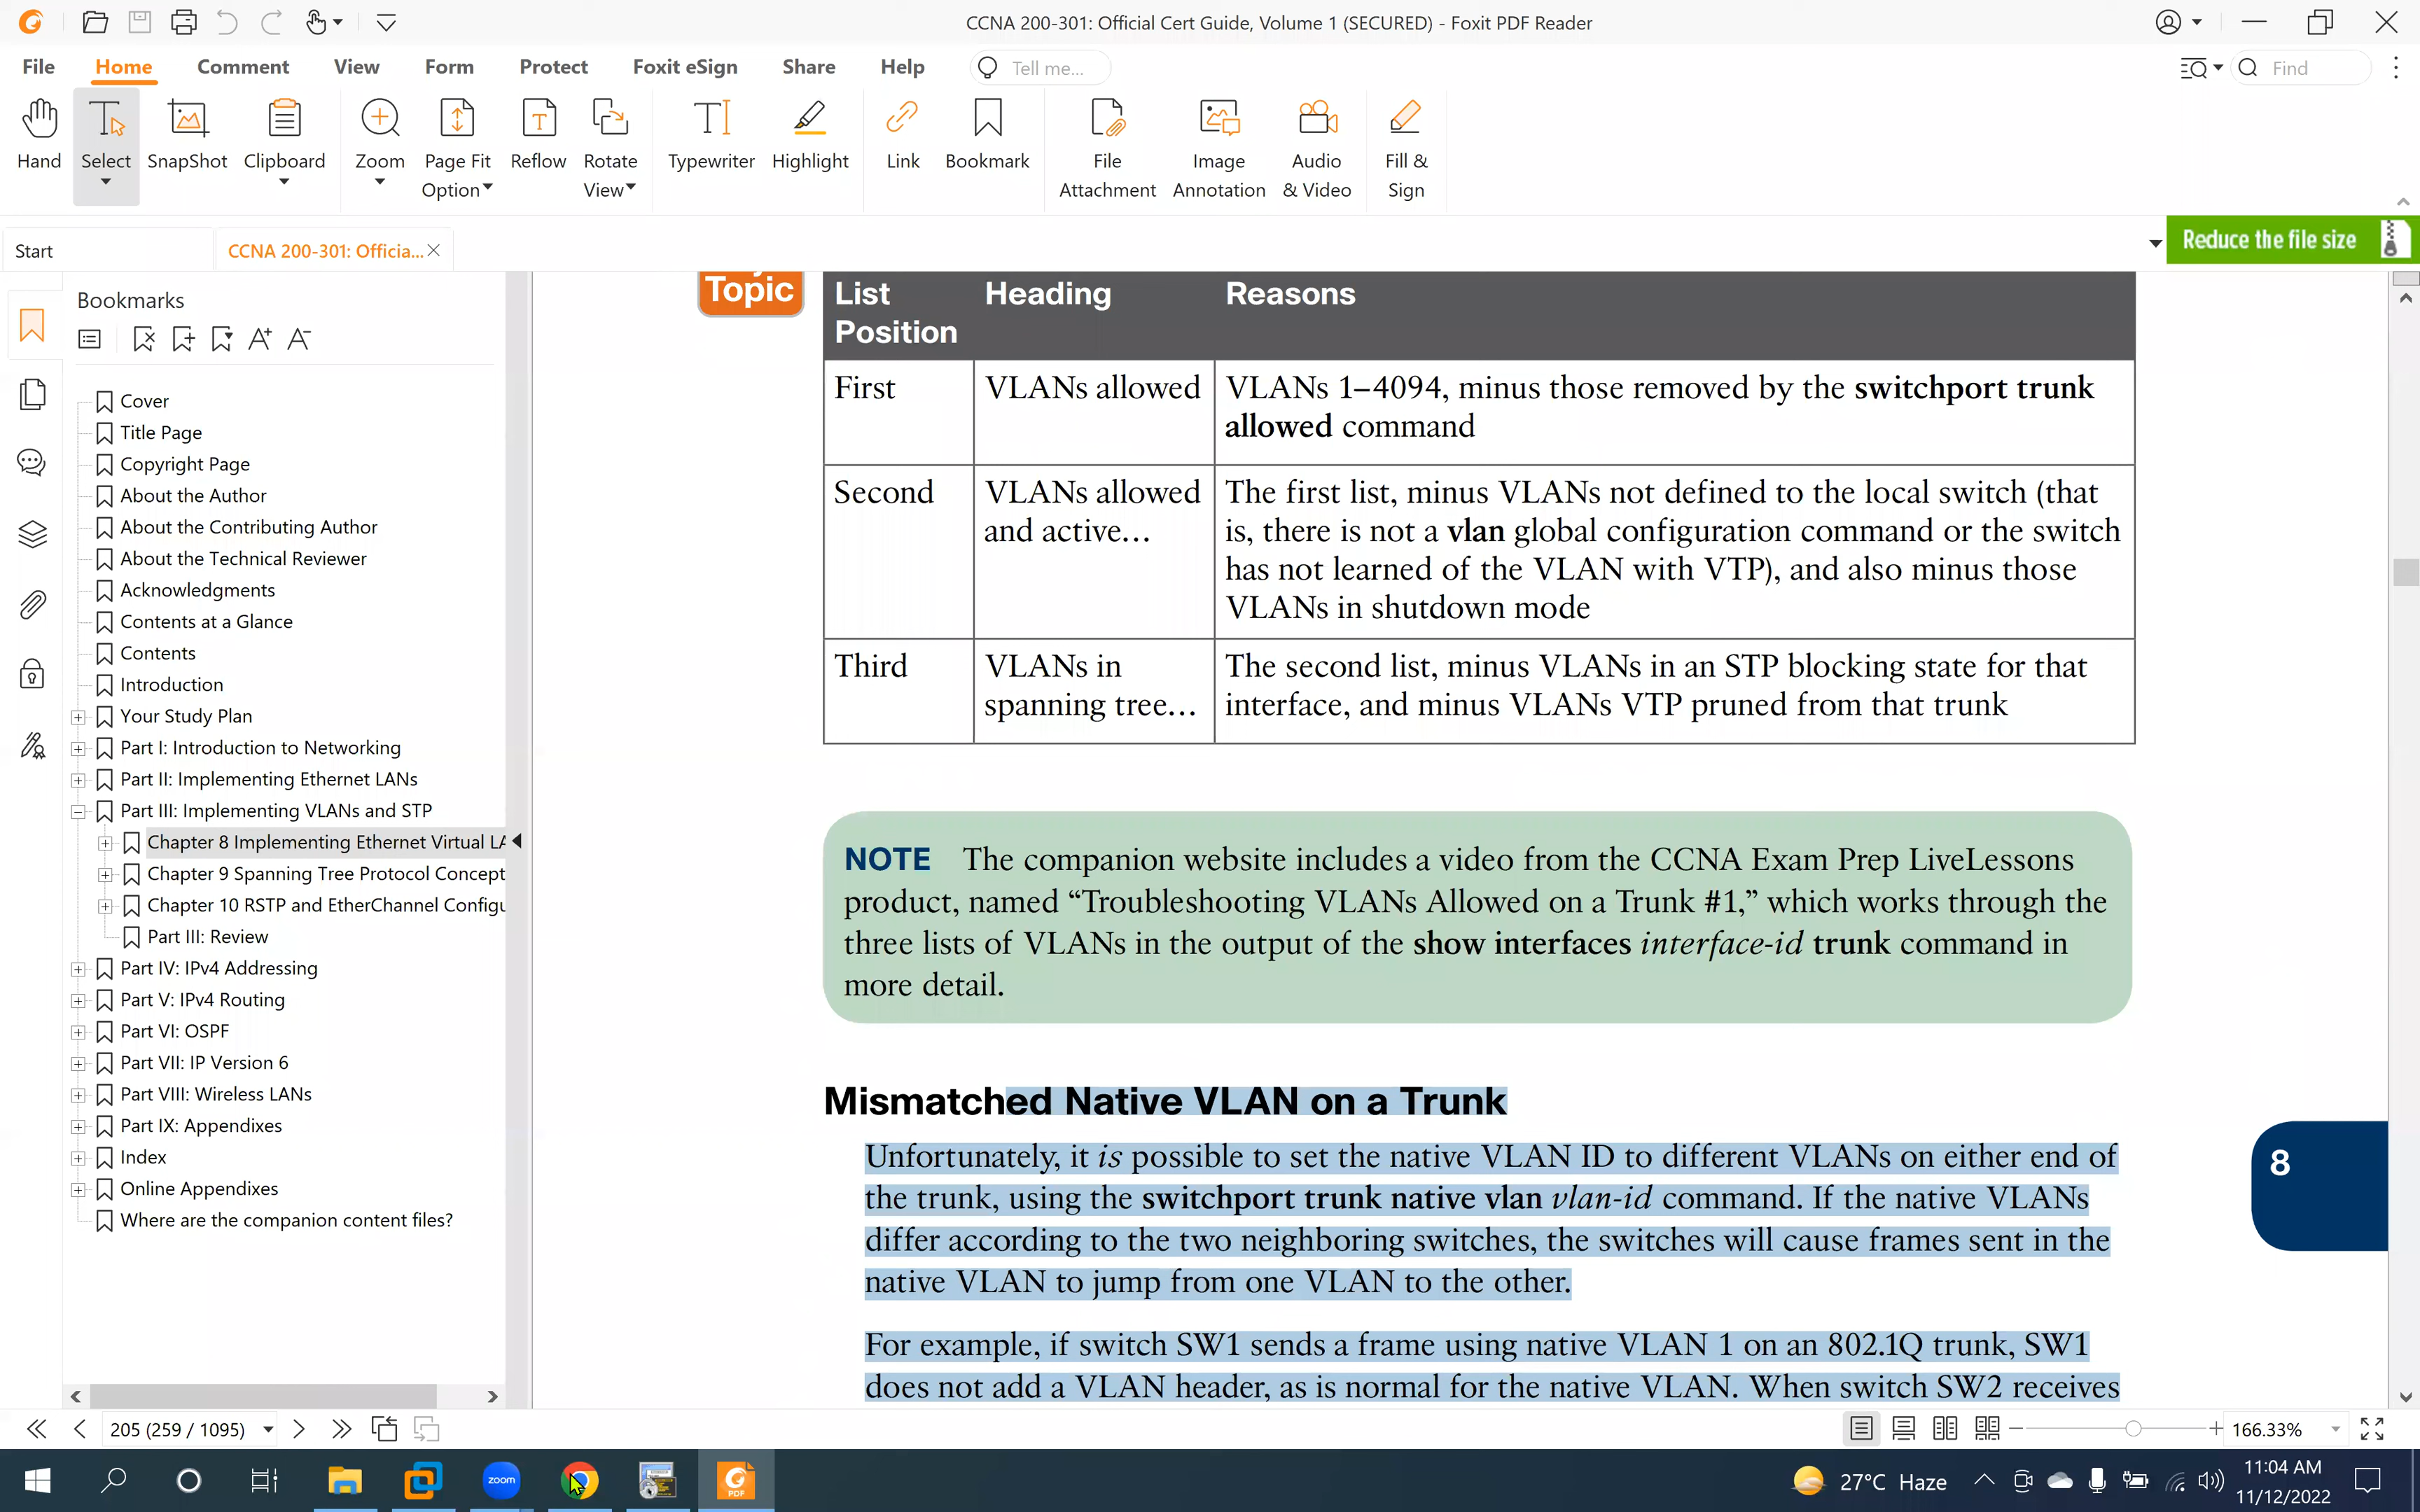 CCNA 200-301: Official Cert Guide, Volume 1 (SECURED) - Foxit PDF Reader
File Home Comment View Form Protect Foxit eSign Share Help Tell me... Find
Hand Select SnapShot Clipboard Zoom Page Fit Option Reflow Rotate View Typewriter Highlight Link Bookmark File Attachment Image Annotation Audio & Video Fill & Sign
Start CCNA 200-301: Officia... Reduce the file size
Bookmarks
Cover
Title Page
Copyright Page
About the Author
About the Contributing Author
About the Technical Reviewer
Acknowledgments
Contents at a Glance
Contents
Introduction
Your Study Plan
Part I: Introduction to Networking
Part II: Implementing Ethernet LANs
Part III: Implementing VLANs and STP
Chapter 8 Implementing Ethernet Virtual LA
Chapter 9 Spanning Tree Protocol Concept
Chapter 10 RSTP and EtherChannel Configu
Part III: Review
Part IV: IPv4 Addressing
Part V: IPv4 Routing
Part VI: OSPF
Part VII: IP Version 6
Part VIII: Wireless LANs
Part IX: Appendixes
Index
Online Appendixes
Where are the companion content files?
Topic
List Position Heading Reasons
First VLANs allowed VLANs 1–4094, minus those removed by the switchport trunk
allowed command
Second VLANs allowed and active… The first list, minus VLANs not defined to the local switch (that
is, there is not a vlan global configuration command or the switch
has not learned of the VLAN with VTP), and also minus those
VLANs in shutdown mode
Third VLANs in spanning tree… The second list, minus VLANs in an STP blocking state for that
interface, and minus VLANs VTP pruned from that trunk
NOTE The companion website includes a video from the CCNA Exam Prep LiveLessons
product, named “Troubleshooting VLANs Allowed on a Trunk #1,” which works through the
three lists of VLANs in the output of the show interfaces interface-id trunk command in
more detail.
Mismatched Native VLAN on a Trunk
Unfortunately, it is possible to set the native VLAN ID to different VLANs on either end of
the trunk, using the switchport trunk native vlan vlan-id command. If the native VLANs
differ according to the two neighboring switches, the switches will cause frames sent in the
native VLAN to jump from one VLAN to the other.
For example, if switch SW1 sends a frame using native VLAN 1 on an 802.1Q trunk, SW1
does not add a VLAN header, as is normal for the native VLAN. When switch SW2 receives
8
205 (259 / 1095) 166.33%
zoom PDF 27°C Haze 11:04 AM
11/12/2022